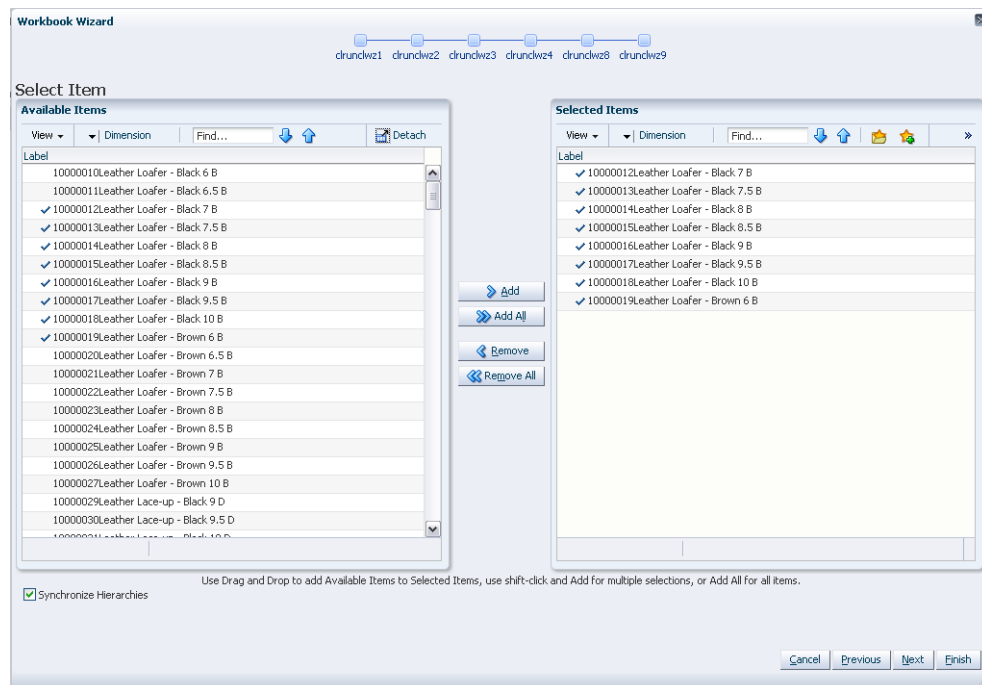 Workbook Wizard
clrunclwz1 clrunclwz2 clrunclwz3 clrunclwz4 clrunclwz8 clrunclwz9
Select Item
Available Items
View Dimension Find... Detach
Label
10000010Leather Loafer - Black 6 B
10000011Leather Loafer - Black 6.5 B
10000012Leather Loafer - Black 7 B
10000013Leather Loafer - Black 7.5 B
10000014Leather Loafer - Black 8 B
10000015Leather Loafer - Black 8.5 B
10000016Leather Loafer - Black 9 B
10000017Leather Loafer - Black 9.5 B
10000018Leather Loafer - Black 10 B
10000019Leather Loafer - Brown 6 B
10000020Leather Loafer - Brown 6.5 B
10000021Leather Loafer - Brown 7 B
10000022Leather Loafer - Brown 7.5 B
10000023Leather Loafer - Brown 8 B
10000024Leather Loafer - Brown 8.5 B
10000025Leather Loafer - Brown 9 B
10000026Leather Loafer - Brown 9.5 B
10000027Leather Loafer - Brown 10 B
10000029Leather Lace-up - Black 9 D
10000030Leather Lace-up - Black 9.5 D
Add
Add All
Remove
Remove All
Selected Items
View Dimension Find... »
Label
10000012Leather Loafer - Black 7 B
10000013Leather Loafer - Black 7.5 B
10000014Leather Loafer - Black 8 B
10000015Leather Loafer - Black 8.5 B
10000016Leather Loafer - Black 9 B
10000017Leather Loafer - Black 9.5 B
10000018Leather Loafer - Black 10 B
10000019Leather Loafer - Brown 6 B
Use Drag and Drop to add Available Items to Selected Items, use shift-click and Add for multiple selections, or Add All for all items.
Synchronize Hierarchies
Cancel Previous Next Finish